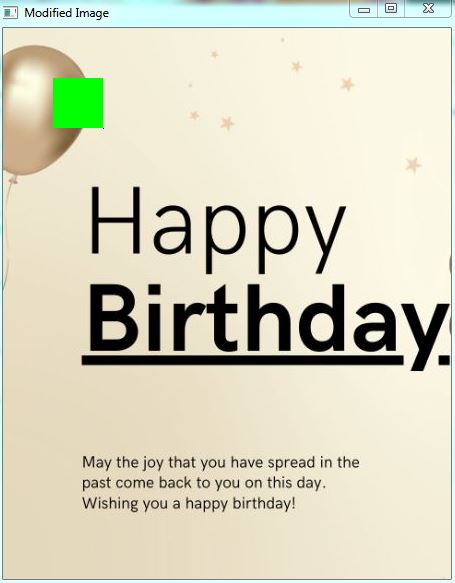 Modified Image
Happy
Birthday
May the joy that you have spread in the
past come back to you on this day.
Wishing you a happy birthday!